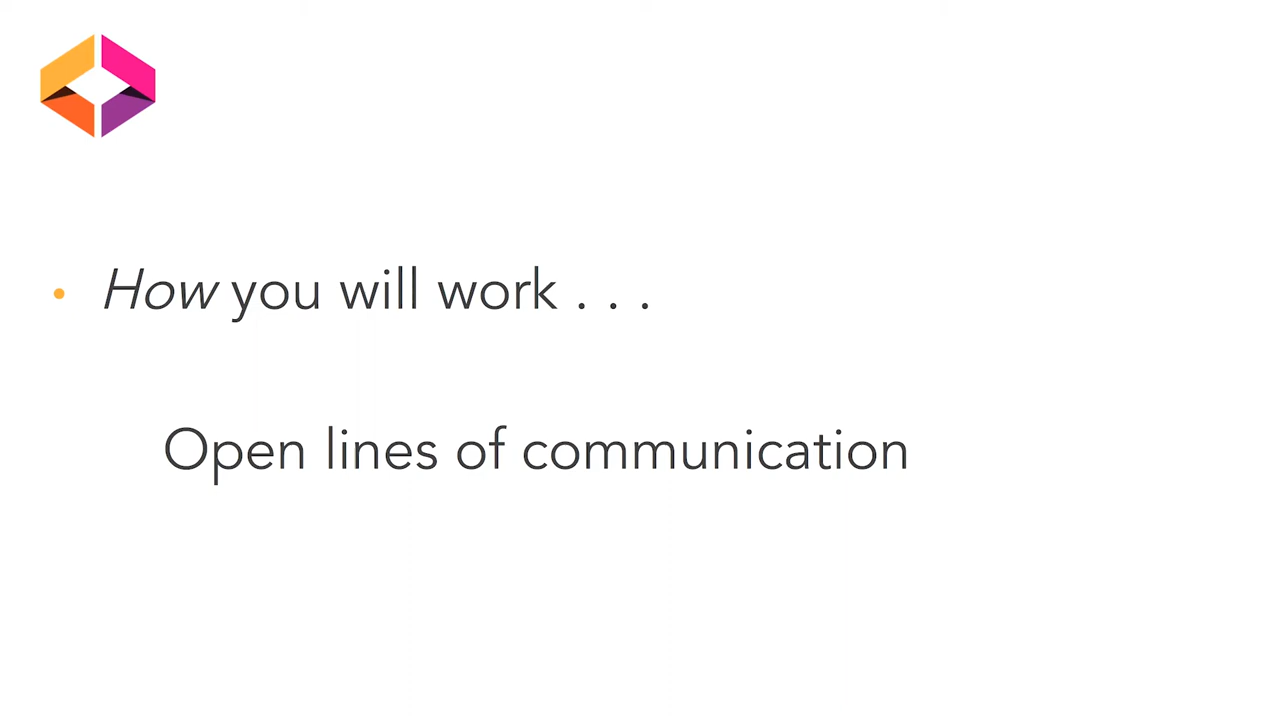 • How you will work . . .
Open lines of communication